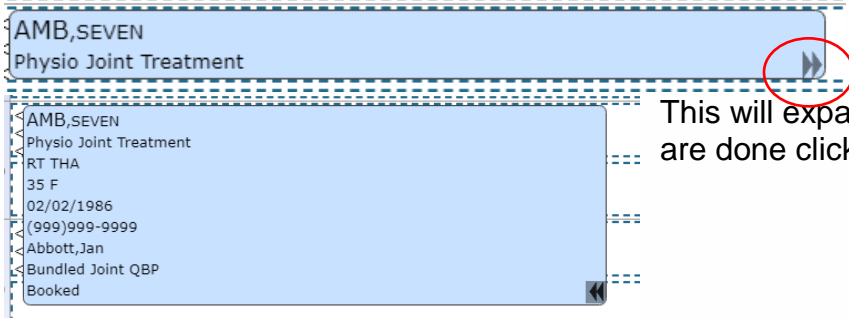 AMB,SEVEN
Physio Joint Treatment
AMB,SEVEN
Physio Joint Treatment
RT THA
35 F
02/02/1986
(999)999-9999
Abbott,Jan
Bundled Joint QBP
Booked
This will expa
are done click